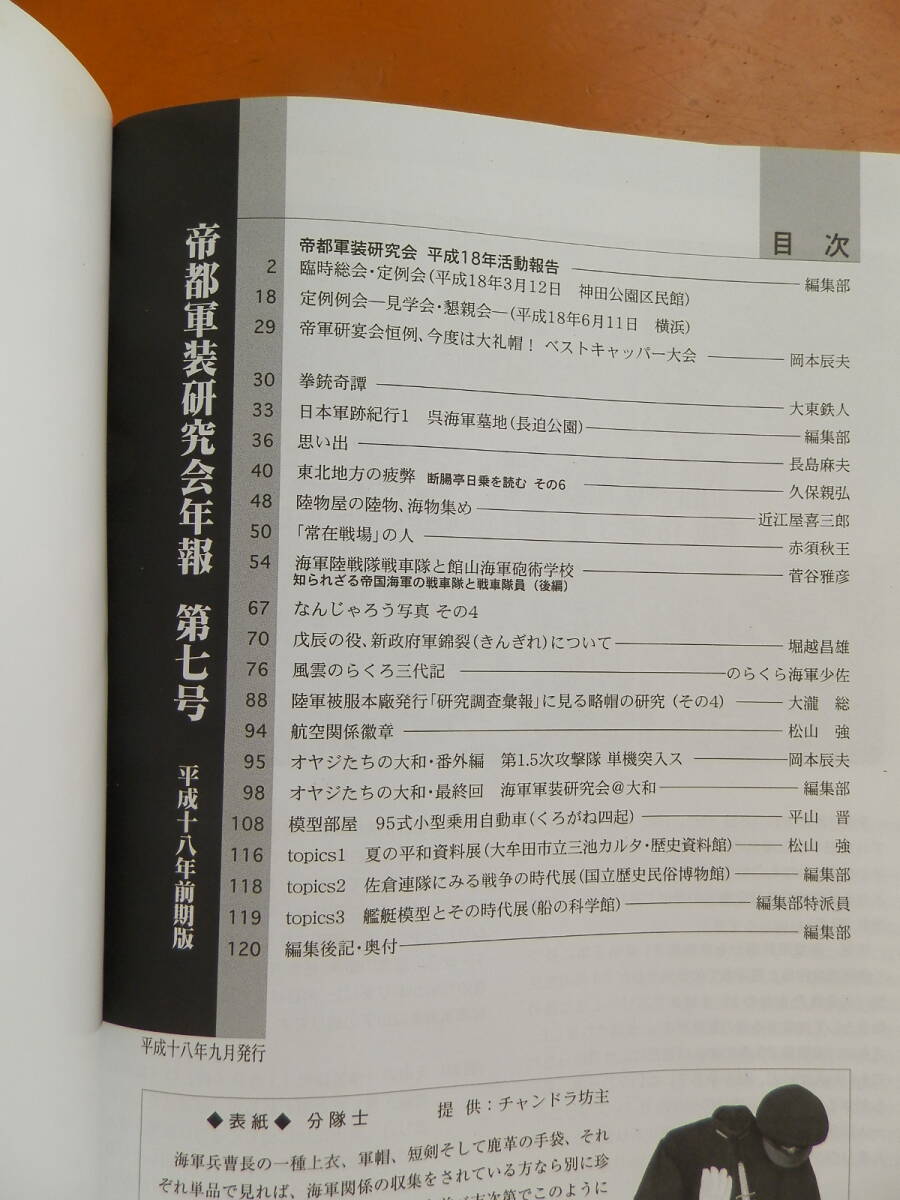 帝都軍装研究会年報　第七号　平成十八年前期版
目　次
帝都軍装研究会 平成18年活動報告 編集部
2 臨時総会・定例会(平成18年3月12日　神田公園区民館)
18 定例例会―見学会・懇親会―(平成18年6月11日　横浜)
29 帝軍研宴会恒例、今度は大礼帽！ ベストキャッパー大会 岡本辰夫
30 拳銃奇譚 大東鉄人
33 日本軍跡紀行1　呉海軍墓地(長迫公園) 編集部
36 思い出 長島麻夫
40 東北地方の疲弊 断腸亭日乗を読む その6 久保親弘
48 陸物屋の陸物、海物集め 近江屋喜三郎
50 「常在戦場」の人 赤須秋王
54 海軍陸戦隊戦車隊と館山海軍砲術学校 菅谷雅彦
知られざる帝国海軍の戦車隊と戦車隊員（後編）
67 なんじゃろう写真 その4
70 戊辰の役、新政府軍錦裂(きんぎれ)について 堀越昌雄
76 風雲のらくろ三代記 のらくら海軍少佐
88 陸軍被服本廠発行「研究調査彙報」に見る略帽の研究 (その4) 大瀧　総
94 航空関係徽章 松山　強
95 オヤジたちの大和・番外編　第1.5次攻撃隊 単機突入ス 岡本辰夫
98 オヤジたちの大和・最終回　海軍軍装研究会@大和 編集部
108 模型部屋　95式小型乗用自動車(くろがね四起) 平山　晋
116 topics1　夏の平和資料展(大牟田市立三池カルタ・歴史資料館) 松山　強
118 topics2　佐倉連隊にみる戦争の時代展(国立歴史民俗博物館) 編集部
119 topics3　艦艇模型とその時代展(船の科学館) 編集部特派員
120 編集後記・奥付 編集部
平成十八年九月発行
◆表紙◆　分隊士　提 供：チャンドラ坊主
海軍兵曹長の一種上衣、軍帽、短剣そして鹿革の手袋、それ
ぞれ単品で見れば、海軍関係の収集をされている方なら別に珍